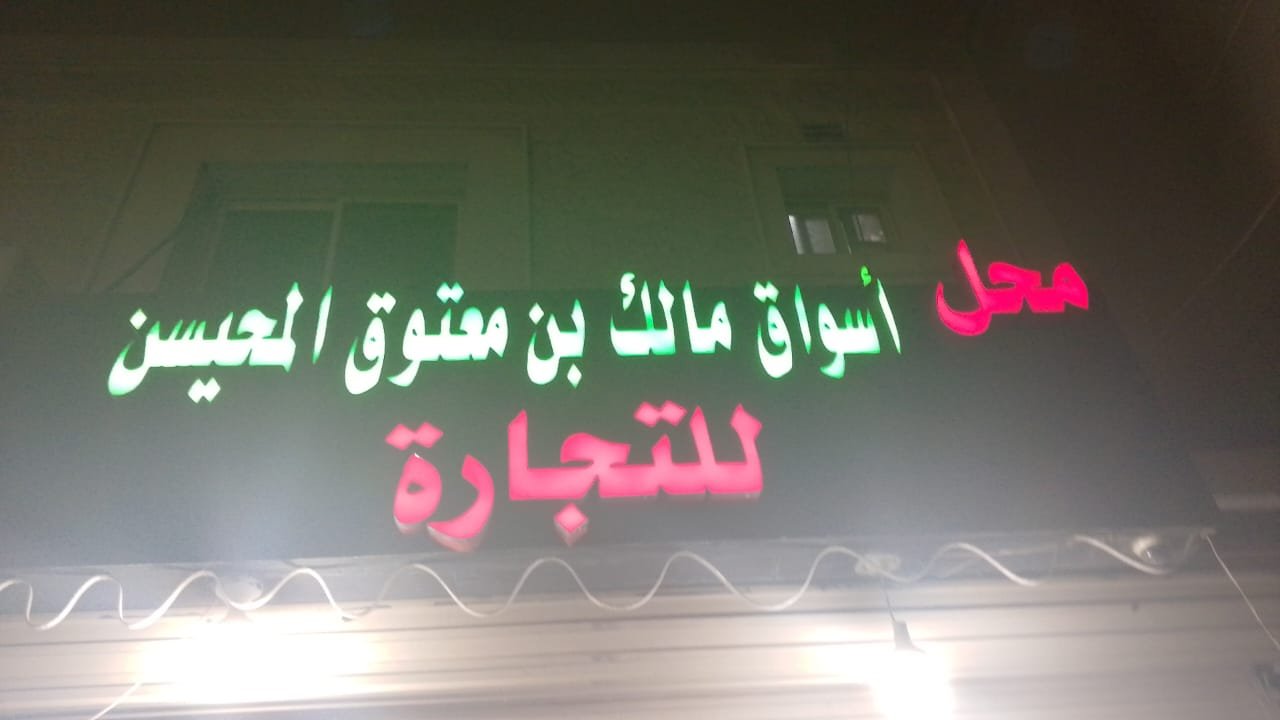 محل أسواق مالك بن معتوق المحيسن
للتجارة